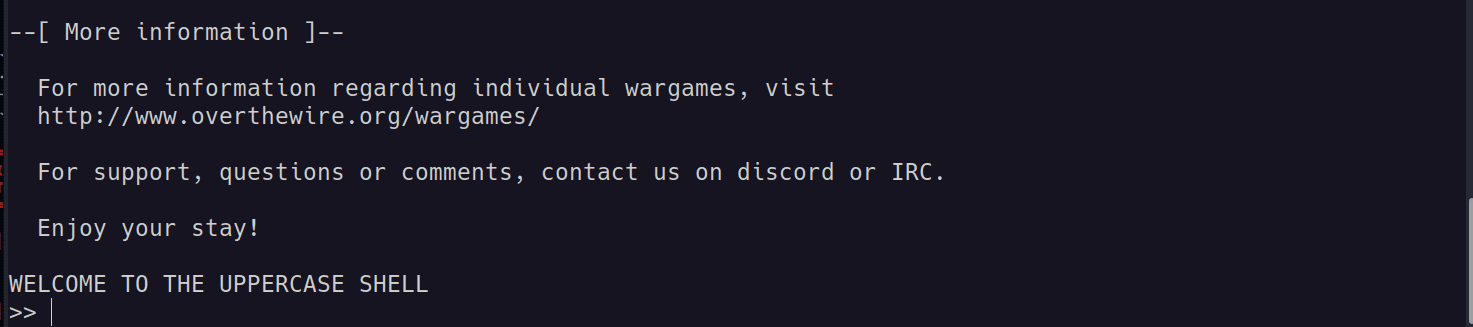 --[ More information ]--
For more information regarding individual wargames, visit
http://www.overthewire.org/wargames/
For support, questions or comments, contact us on discord or IRC.
Enjoy your stay!
WELCOME TO THE UPPERCASE SHELL
>>